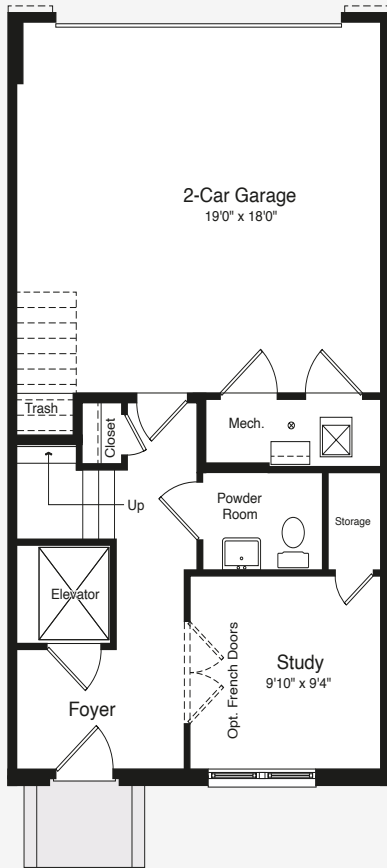 2-Car Garage
19'0" x 18'0"
Trash
Closet
Mech.
Up
Powder
Room
Storage
Elevator
Opt. French Doors
Study
9'10" x 9'4"
Foyer